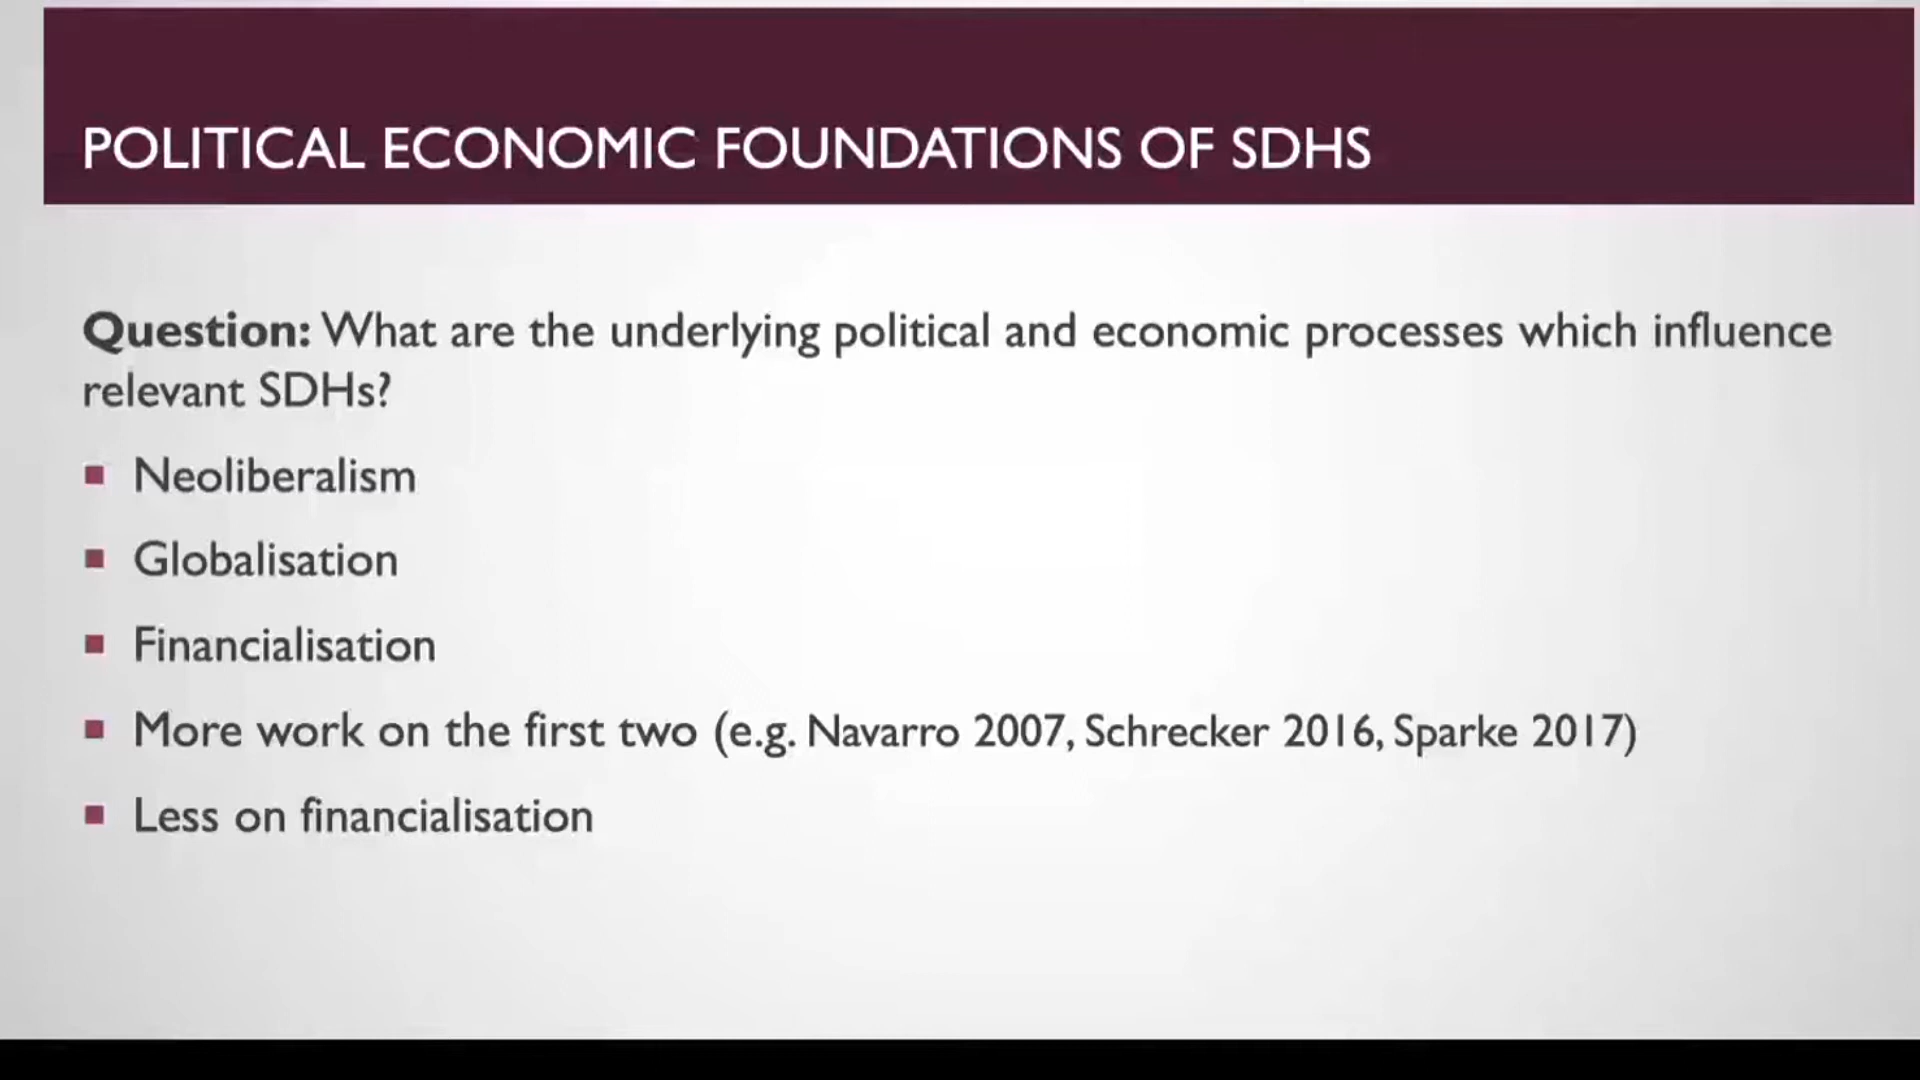 POLITICAL ECONOMIC FOUNDATIONS OF SDHS
Question: What are the underlying political and economic processes which influence
relevant SDHs?
Neoliberalism
Globalisation
Financialisation
More work on the first two (e.g. Navarro 2007, Schrecker 2016, Sparke 2017)
Less on financialisation